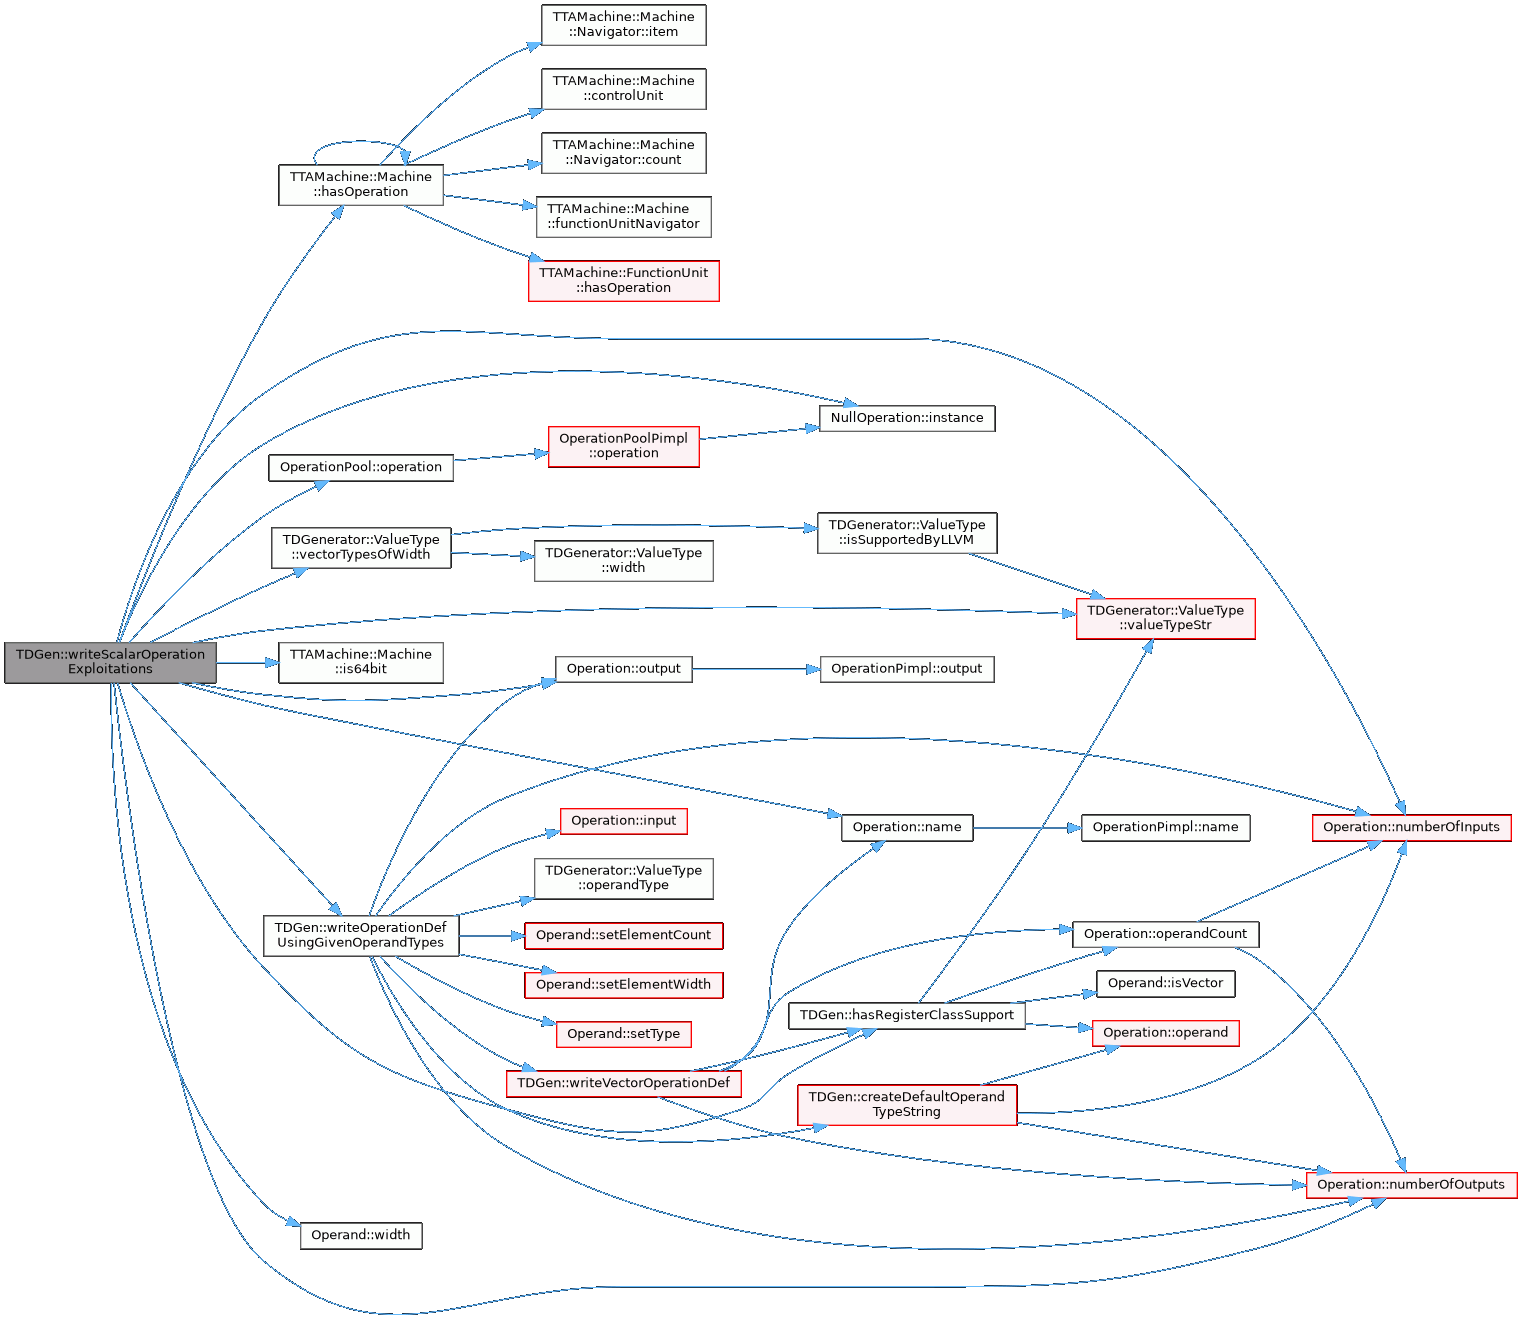 TTAMachine::Machine
::Navigator::item
TTAMachine::Machine
::controlUnit
TTAMachine::Machine
::Navigator::count
TTAMachine::Machine
::hasOperation
TTAMachine::Machine
::functionUnitNavigator
TTAMachine::FunctionUnit
::hasOperation
NullOperation::instance
OperationPoolPimpl
::operation
OperationPool::operation
TDGenerator::ValueType
::isSupportedByLLVM
TDGenerator::ValueType
::vectorTypesOfWidth
TDGenerator::ValueType
::width
TDGenerator::ValueType
::valueTypeStr
TDGen::writeScalarOperation
Exploitations
TTAMachine::Machine
::is64bit
Operation::output
OperationPimpl::output
Operation::input
Operation::name
OperationPimpl::name
Operation::numberOfInputs
TDGenerator::ValueType
::operandType
TDGen::writeOperationDef
UsingGivenOperandTypes
Operand::setElementCount
Operation::operandCount
Operand::setElementWidth
Operand::isVector
TDGen::hasRegisterClassSupport
Operand::setType
Operation::operand
TDGen::writeVectorOperationDef
TDGen::createDefaultOperand
TypeString
Operation::numberOfOutputs
Operand::width